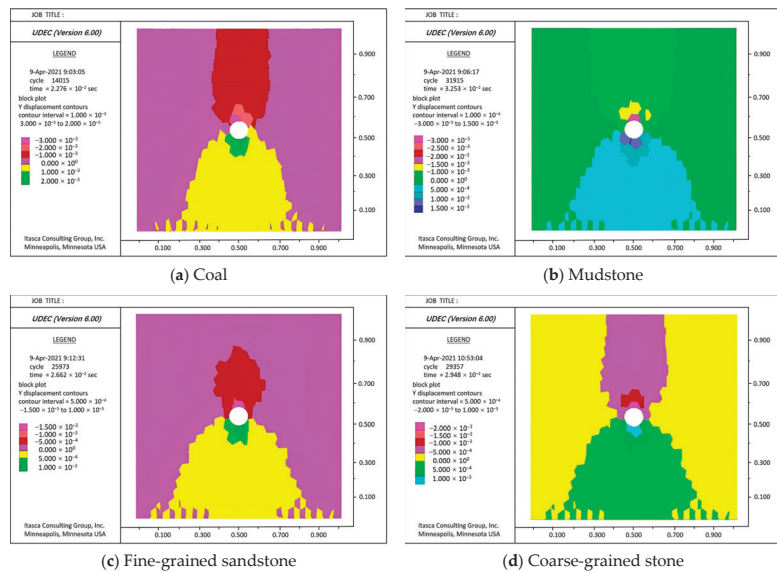 JOB TITLE :
UDEC (Version 6.00)
LEGEND
9-Apr-2021 9:03:05
cycle 14015
time = 2.276 × 10⁻² sec
block plot
Y displacement contours
contour interval = 1.000 × 10⁻³
3.000 × 10⁻³ to 2.000 × 10⁻³
−3.000 × 10⁻³
−2.500 × 10⁻³
−2.000 × 10⁻³
−1.000 × 10⁻³
0.000 × 10⁰
1.000 × 10⁻³
2.000 × 10⁻³
Itasca Consulting Group, Inc.
Minneapolis, Minnesota USA
0.900
0.700
0.500
0.300
0.100
0.100 0.300 0.500 0.700 0.900
(a) Coal
JOB TITLE :
UDEC (Version 6.00)
LEGEND
9-Apr-2021 9:06:17
cycle 31915
time = 3.253 × 10⁻² sec
block plot
Y displacement contours
contour interval = 1.000 × 10⁻⁴
−3.000 × 10⁻³ to 1.500 × 10⁻³
−3.000 × 10⁻³
−2.500 × 10⁻³
−2.000 × 10⁻³
−1.500 × 10⁻³
−1.000 × 10⁻³
0.000 × 10⁰
5.000 × 10⁻⁴
1.000 × 10⁻³
1.500 × 10⁻³
Itasca Consulting Group, Inc.
Minneapolis, Minnesota USA
0.900
0.700
0.500
0.300
0.100
0.100 0.300 0.500 0.700 0.900
(b) Mudstone
JOB TITLE :
UDEC (Version 6.00)
LEGEND
9-Apr-2021 9:12:31
cycle 25973
time = 2.662 × 10⁻² sec
block plot
Y displacement contours
contour interval = 5.000 × 10⁻⁴
−1.500 × 10⁻³ to 1.000 × 10⁻³
−1.500 × 10⁻³
−1.000 × 10⁻³
−5.000 × 10⁻⁴
0.000 × 10⁰
5.000 × 10⁻⁴
1.000 × 10⁻³
Itasca Consulting Group, Inc.
Minneapolis, Minnesota USA
0.900
0.700
0.500
0.300
0.100
0.100 0.300 0.500 0.700 0.900
(c) Fine-grained sandstone
JOB TITLE :
UDEC (Version 6.00)
LEGEND
9-Apr-2021 10:53:04
cycle 29357
time = 2.948 × 10⁻² sec
block plot
Y displacement contours
contour interval = 5.000 × 10⁻⁴
−2.000 × 10⁻³ to 1.000 × 10⁻³
−2.000 × 10⁻³
−1.500 × 10⁻³
−1.000 × 10⁻³
−5.000 × 10⁻⁴
0.000 × 10⁰
5.000 × 10⁻⁴
1.000 × 10⁻³
Itasca Consulting Group, Inc.
Minneapolis, Minnesota USA
0.900
0.700
0.500
0.300
0.100
0.100 0.300 0.500 0.700 0.900
(d) Coarse-grained stone